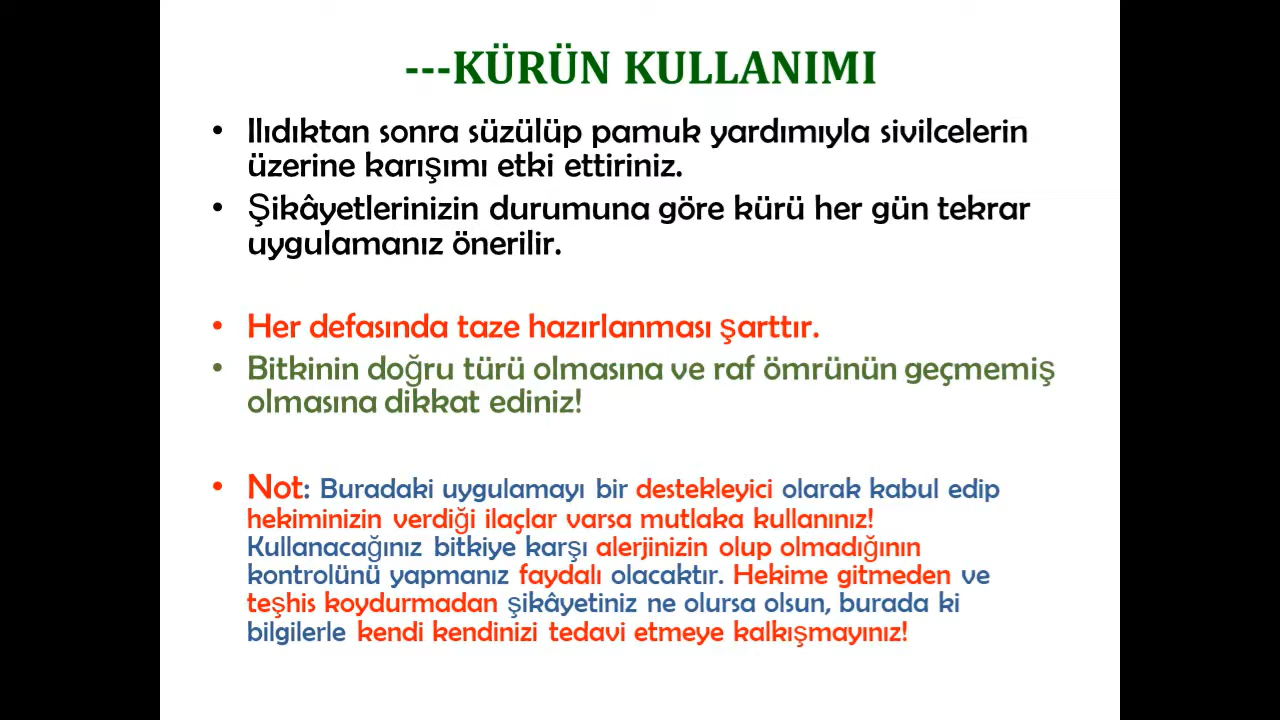 ---KÜRÜN KULLANIMI
• Ilıdıktan sonra süzülüp pamuk yardımıyla sivilcelerin
üzerine karışımı etki ettiriniz.
• Şikâyetlerinizin durumuna göre kürü her gün tekrar
uygulamanız önerilir.
• Her defasında taze hazırlanması şarttır.
• Bitkinin doğru türü olmasına ve raf ömrünün geçmemiş
olmasına dikkat ediniz!
• Not: Buradaki uygulamayı bir destekleyici olarak kabul edip
hekiminizin verdiği ilaçlar varsa mutlaka kullanınız!
Kullanacağınız bitkiye karşı alerjinizin olup olmadığının
kontrolünü yapmanız faydalı olacaktır. Hekime gitmeden ve
teşhis koydurmadan şikâyetiniz ne olursa olsun, burada ki
bilgilerle kendi kendinizi tedavi etmeye kalkışmayınız!